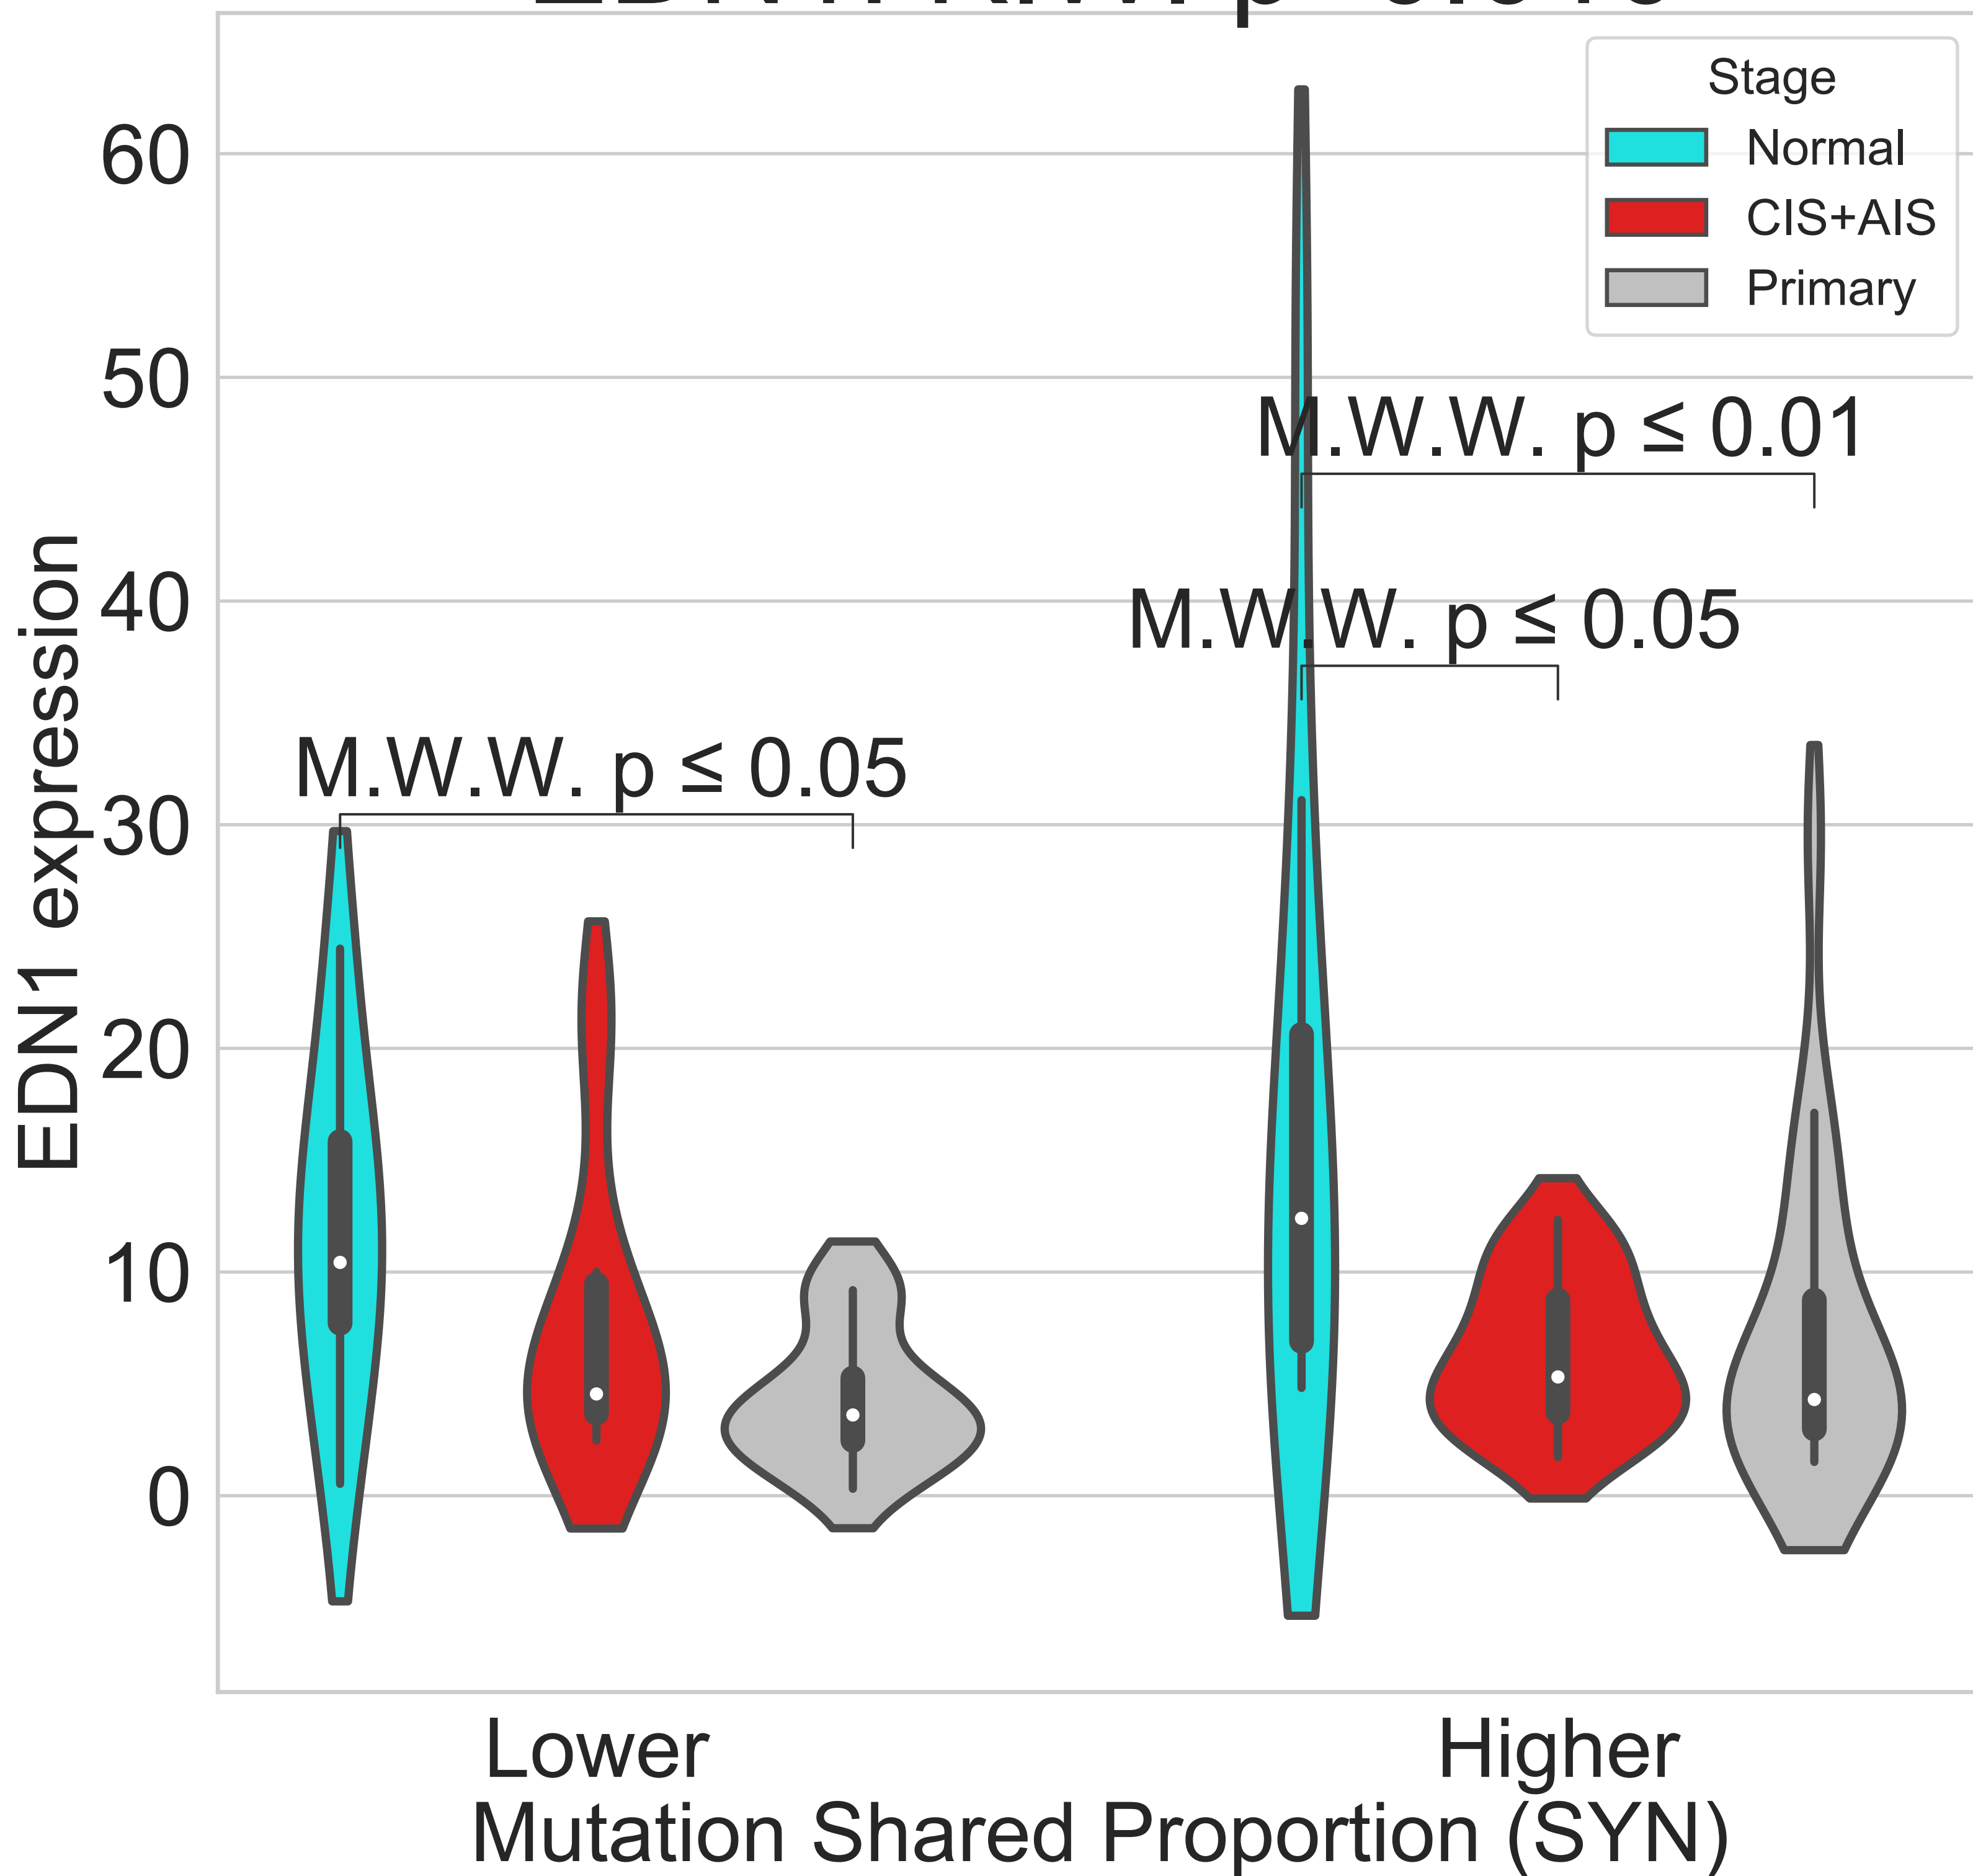 Stage
Normal
CIS+AIS
Primary
60
50
40
30
20
10
0
EDN1 expression
M.W.W. p ≤ 0.01
M.W.W. p ≤ 0.05
M.W.W. p ≤ 0.05
Lower
Higher
Mutation Shared Proportion (SYN)